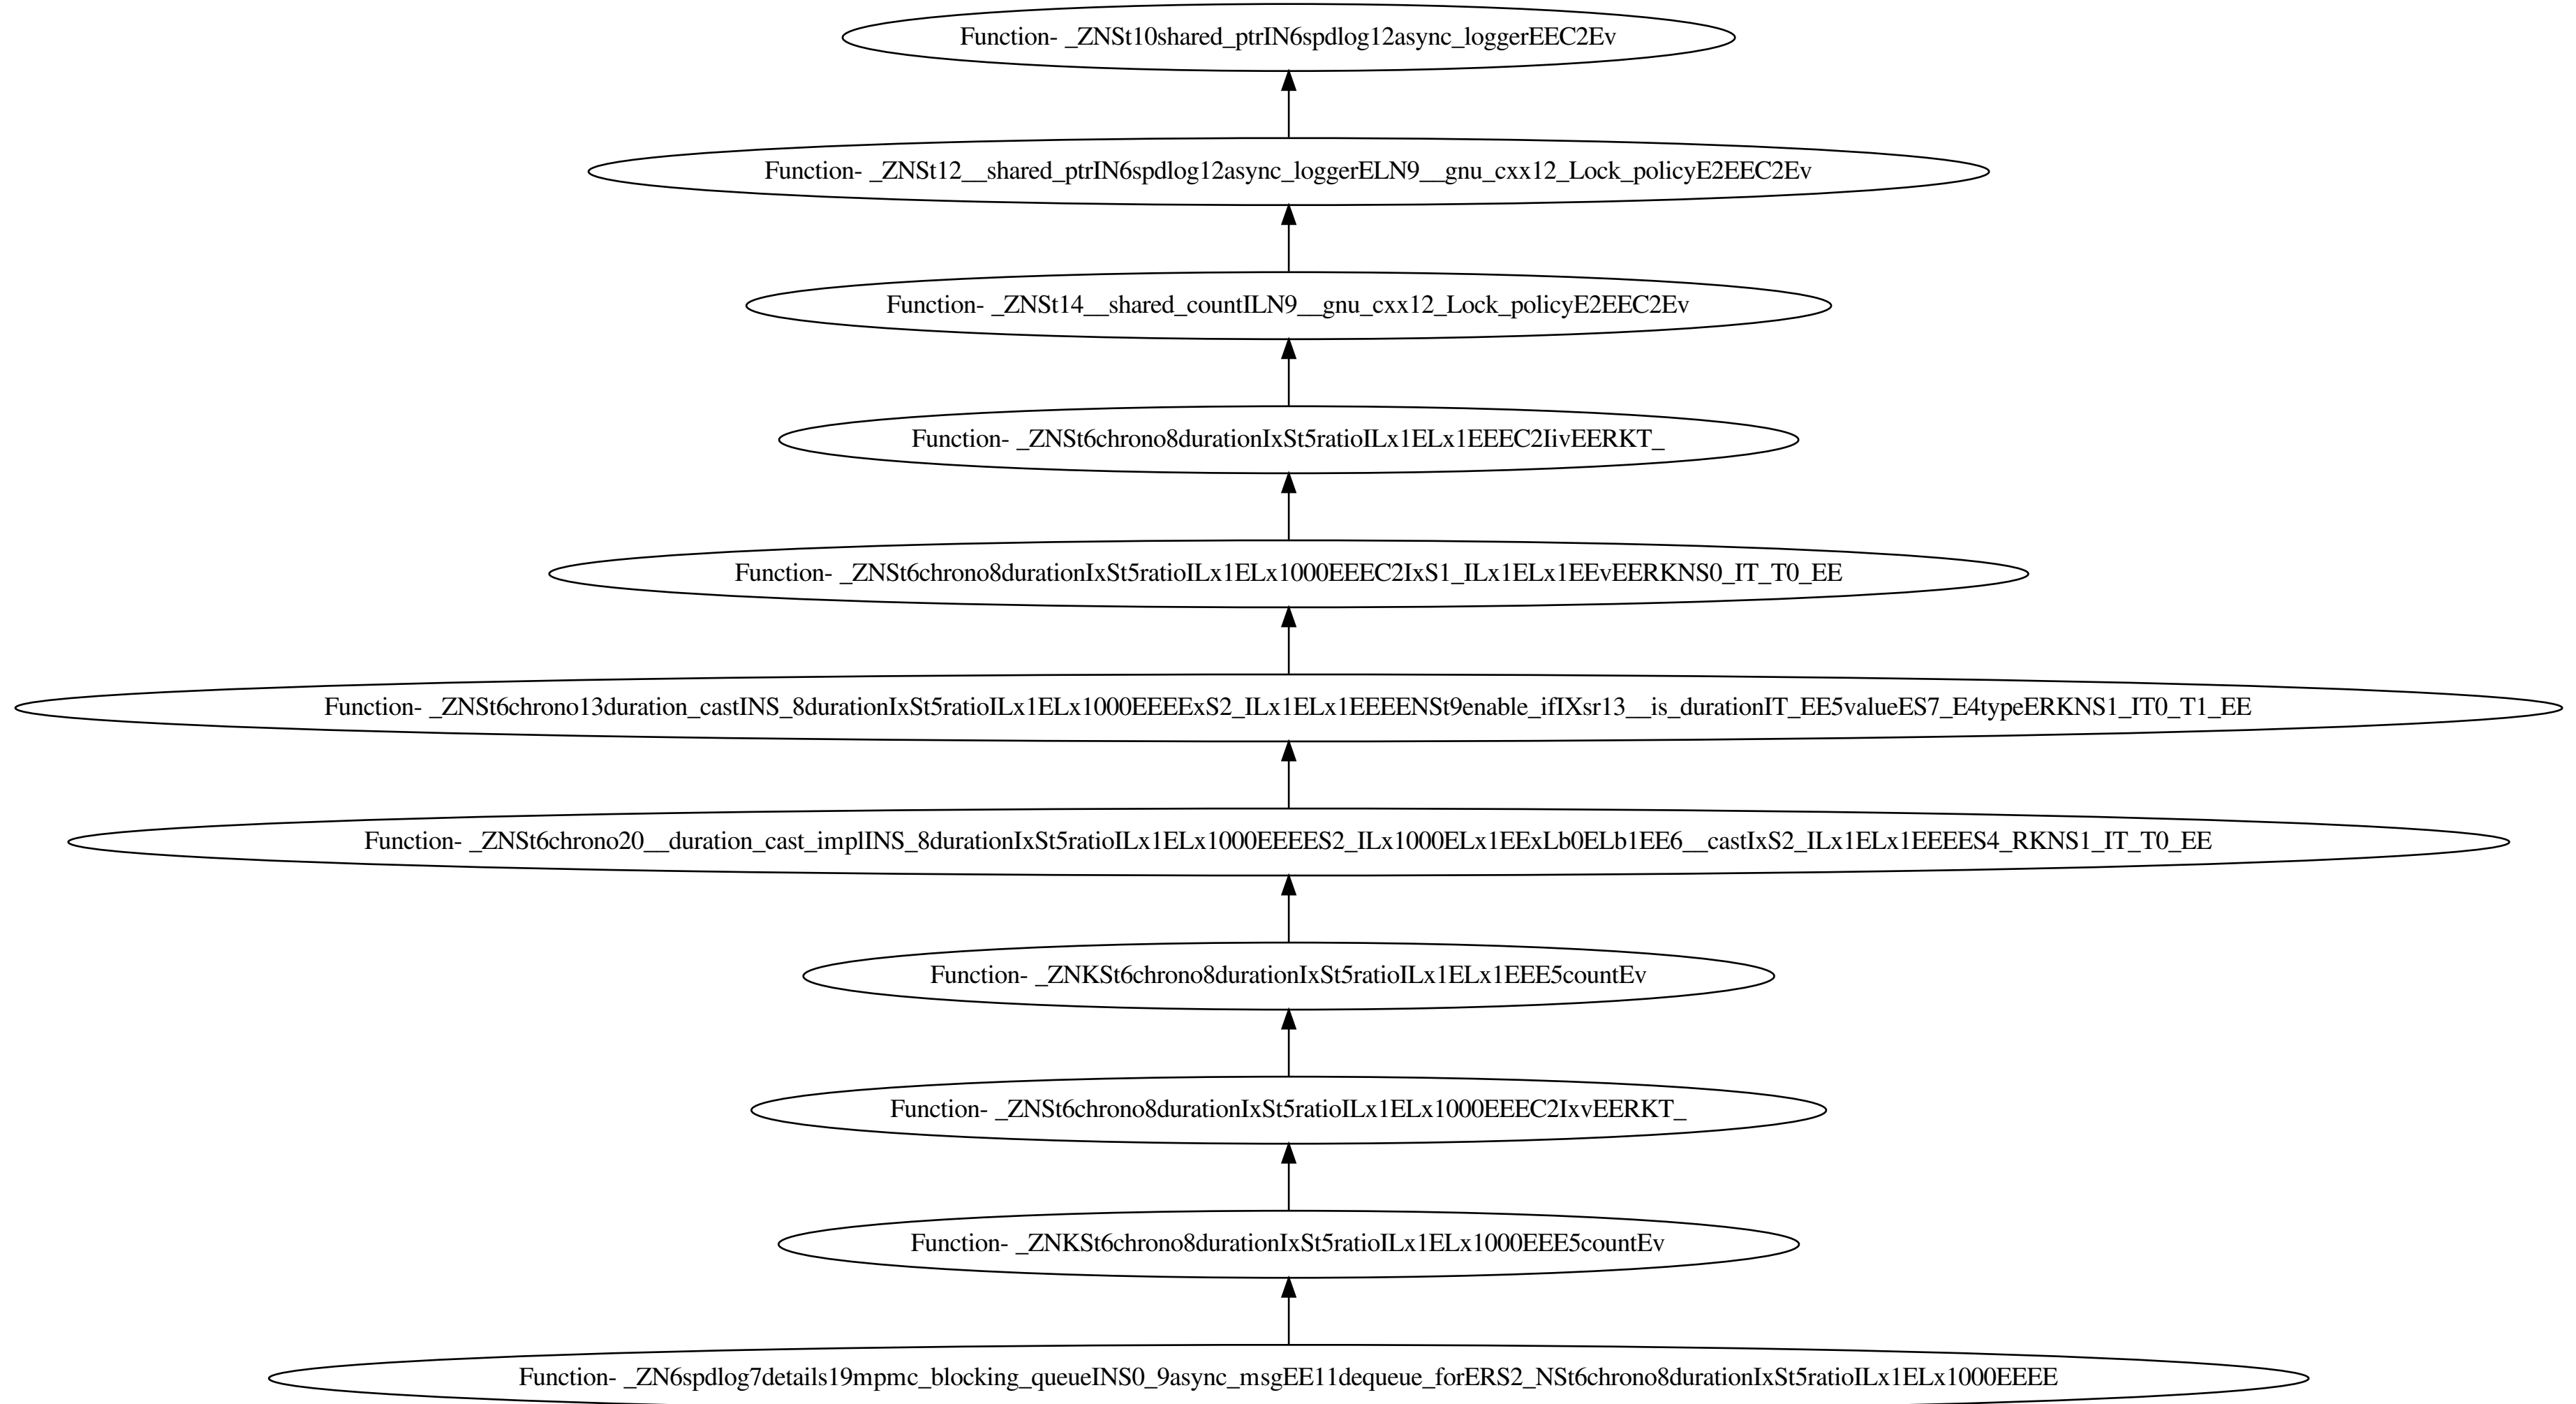 Function- _ZNSt10shared_ptrIN6spdlog12async_loggerEEC2Ev
Function- _ZNSt12__shared_ptrIN6spdlog12async_loggerELN9__gnu_cxx12_Lock_policyE2EEC2Ev
Function- _ZNSt14__shared_countILN9__gnu_cxx12_Lock_policyE2EEC2Ev
Function- _ZNSt6chrono8durationIxSt5ratioILx1ELx1EEEC2IivEERKT_
Function- _ZNSt6chrono8durationIxSt5ratioILx1ELx1000EEEC2IxS1_ILx1ELx1EEvEERKNS0_IT_T0_EE
Function- _ZNSt6chrono13duration_castINS_8durationIxSt5ratioILx1ELx1000EEEExS2_ILx1ELx1EEEENSt9enable_ifIXsr13__is_durationIT_EE5valueES7_E4typeERKNS1_IT0_T1_EE
Function- _ZNSt6chrono20__duration_cast_implINS_8durationIxSt5ratioILx1ELx1000EEEES2_ILx1000ELx1EExLb0ELb1EE6__castIxS2_ILx1ELx1EEEES4_RKNS1_IT_T0_EE
Function- _ZNKSt6chrono8durationIxSt5ratioILx1ELx1EEE5countEv
Function- _ZNSt6chrono8durationIxSt5ratioILx1ELx1000EEEC2IxvEERKT_
Function- _ZNKSt6chrono8durationIxSt5ratioILx1ELx1000EEE5countEv
Function- _ZN6spdlog7details19mpmc_blocking_queueINS0_9async_msgEE11dequeue_forERS2_NSt6chrono8durationIxSt5ratioILx1ELx1000EEEE